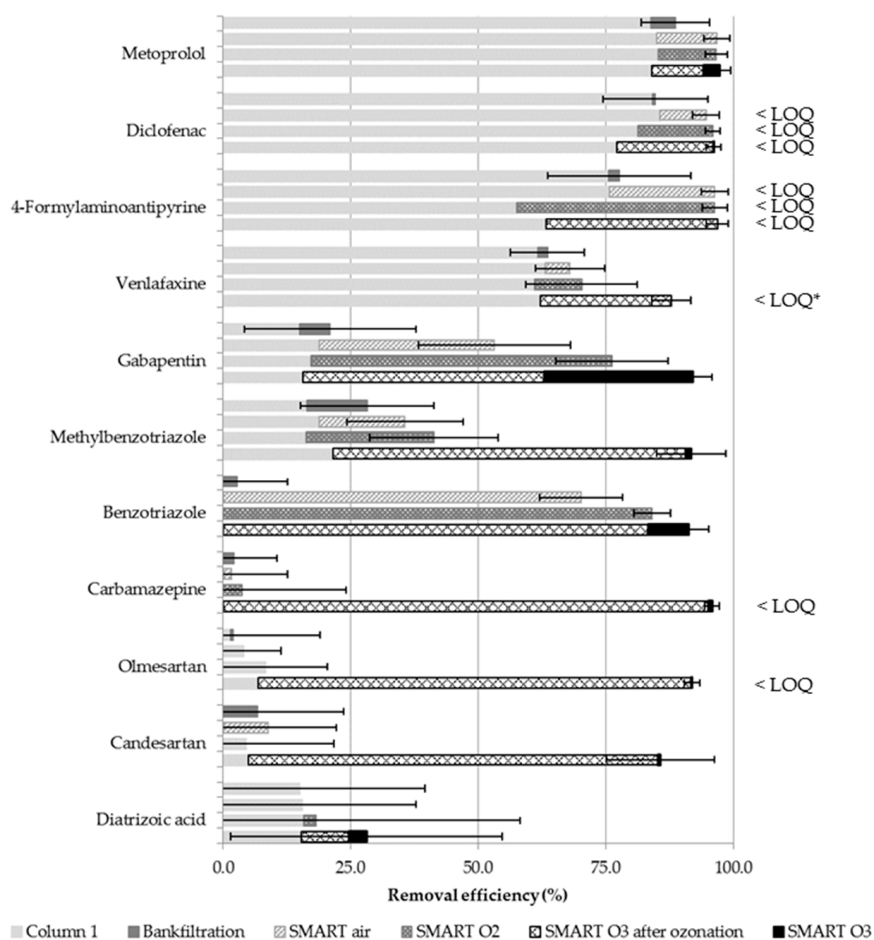 Metoprolol
Diclofenac
< LOQ
< LOQ
< LOQ
4-Formylaminoantipyrine
< LOQ
< LOQ
< LOQ
Venlafaxine
< LOQ*
Gabapentin
Methylbenzotriazole
Benzotriazole
Carbamazepine
< LOQ
Olmesartan
< LOQ
Candesartan
Diatrizoic acid
0.0 25.0 50.0 75.0 100.0
Removal efficiency (%)
Column 1 Bankfiltration SMART air SMART O2 SMART O3 after ozonation SMART O3